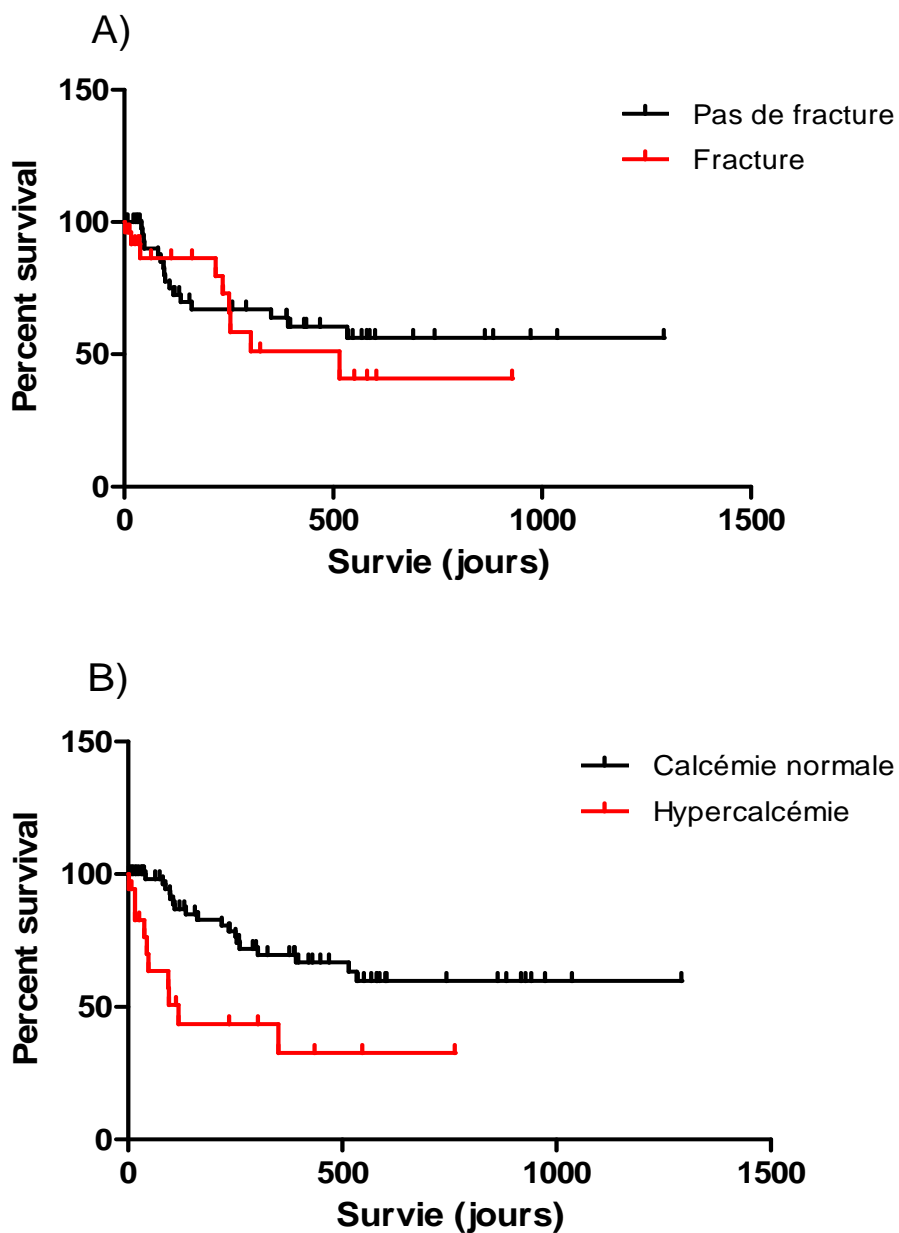 A)
150
100
50
0
Percent survival
0 500 1000 1500
Survie (jours)
Pas de fracture
Fracture
B)
150
100
50
0
Percent survival
0 500 1000 1500
Survie (jours)
Calcémie normale
Hypercalcémie